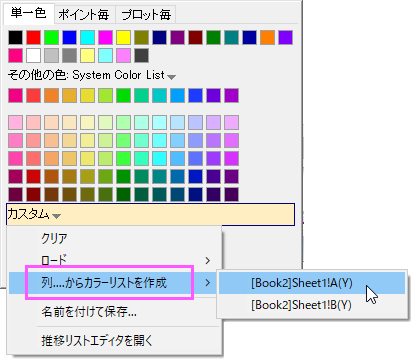 単一色 ポイント毎 プロット毎
その他の色: System Color List
カスタム
クリア
ロード
列....からカラーリストを作成
[Book2]Sheet1!A(Y)
[Book2]Sheet1!B(Y)
名前を付けて保存...
推移リストエディタを開く